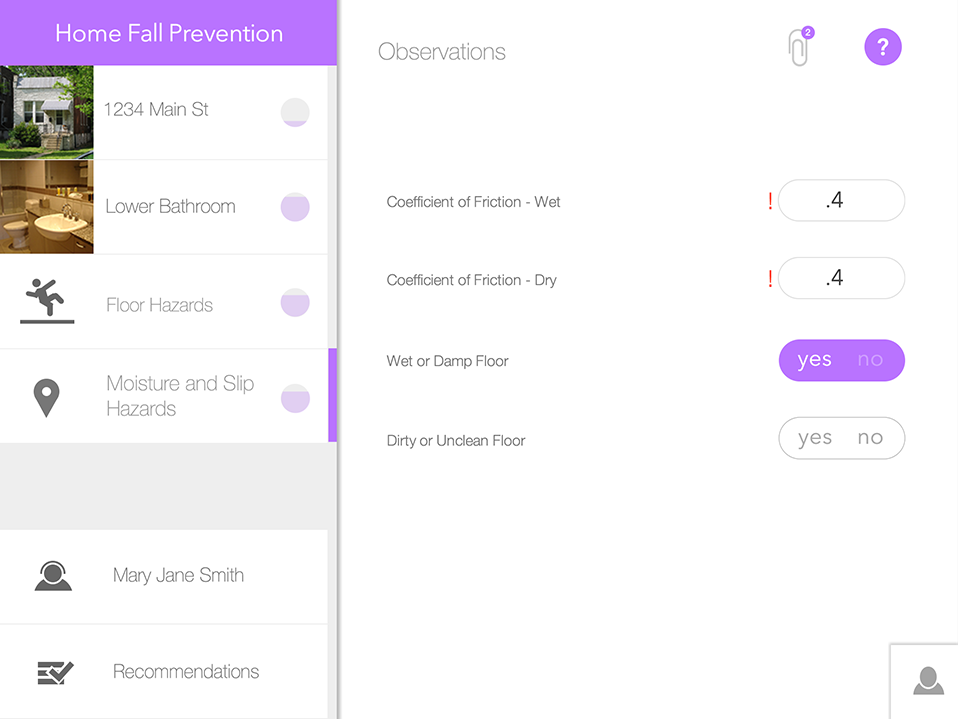 Home Fall Prevention
1234 Main St
Lower Bathroom
Floor Hazards
Moisture and Slip
Hazards
Mary Jane Smith
Recommendations
Observations
2
?
Coefficient of Friction - Wet
! .4
Coefficient of Friction - Dry
! .4
Wet or Damp Floor
yes no
Dirty or Unclean Floor
yes no